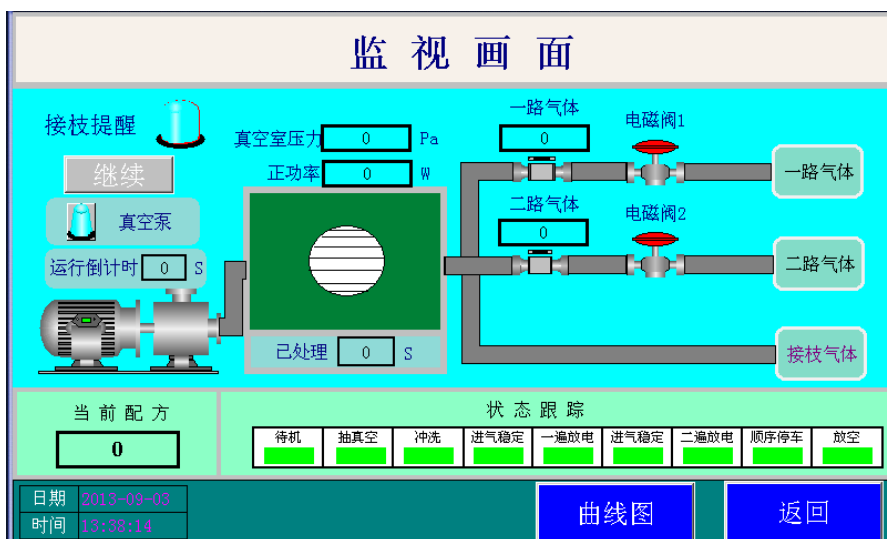 监视画面
接枝提醒
继续
真空泵
运行倒计时 0 S
真空室压力 0 Pa
正功率 0 W
已处理 0 S
一路气体
0
电磁阀1
一路气体
二路气体
0
电磁阀2
二路气体
接枝气体
当前配方
0
状态跟踪
待机 抽真空 冲洗 进气稳定 一遍放电 进气稳定 二遍放电 顺序停车 放空
日期 2013-09-03
时间 13:38:14
曲线图
返回